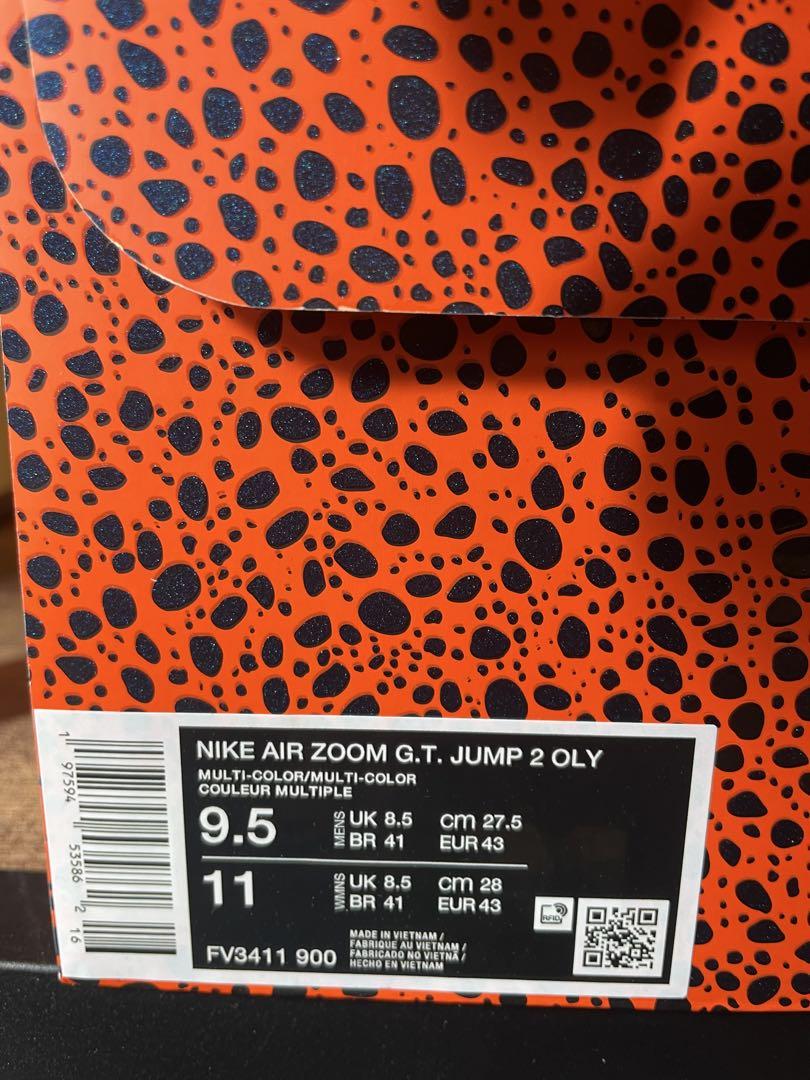 NIKE AIR ZOOM G.T. JUMP 2 OLY
MULTI-COLOR/MULTI-COLOR
COULEUR MULTIPLE
9.5
MENS
UK 8.5 cm 27.5
BR 41 EUR 43
11
WMNS
UK 8.5 cm 28
BR 41 EUR 43
FV3411 900
MADE IN VIETNAM /
FABRIQUE AU VIETNAM /
FABRICADO NO VIETNÃ /
HECHO EN VIETNAM
RFID
1 97594 53586 2 16